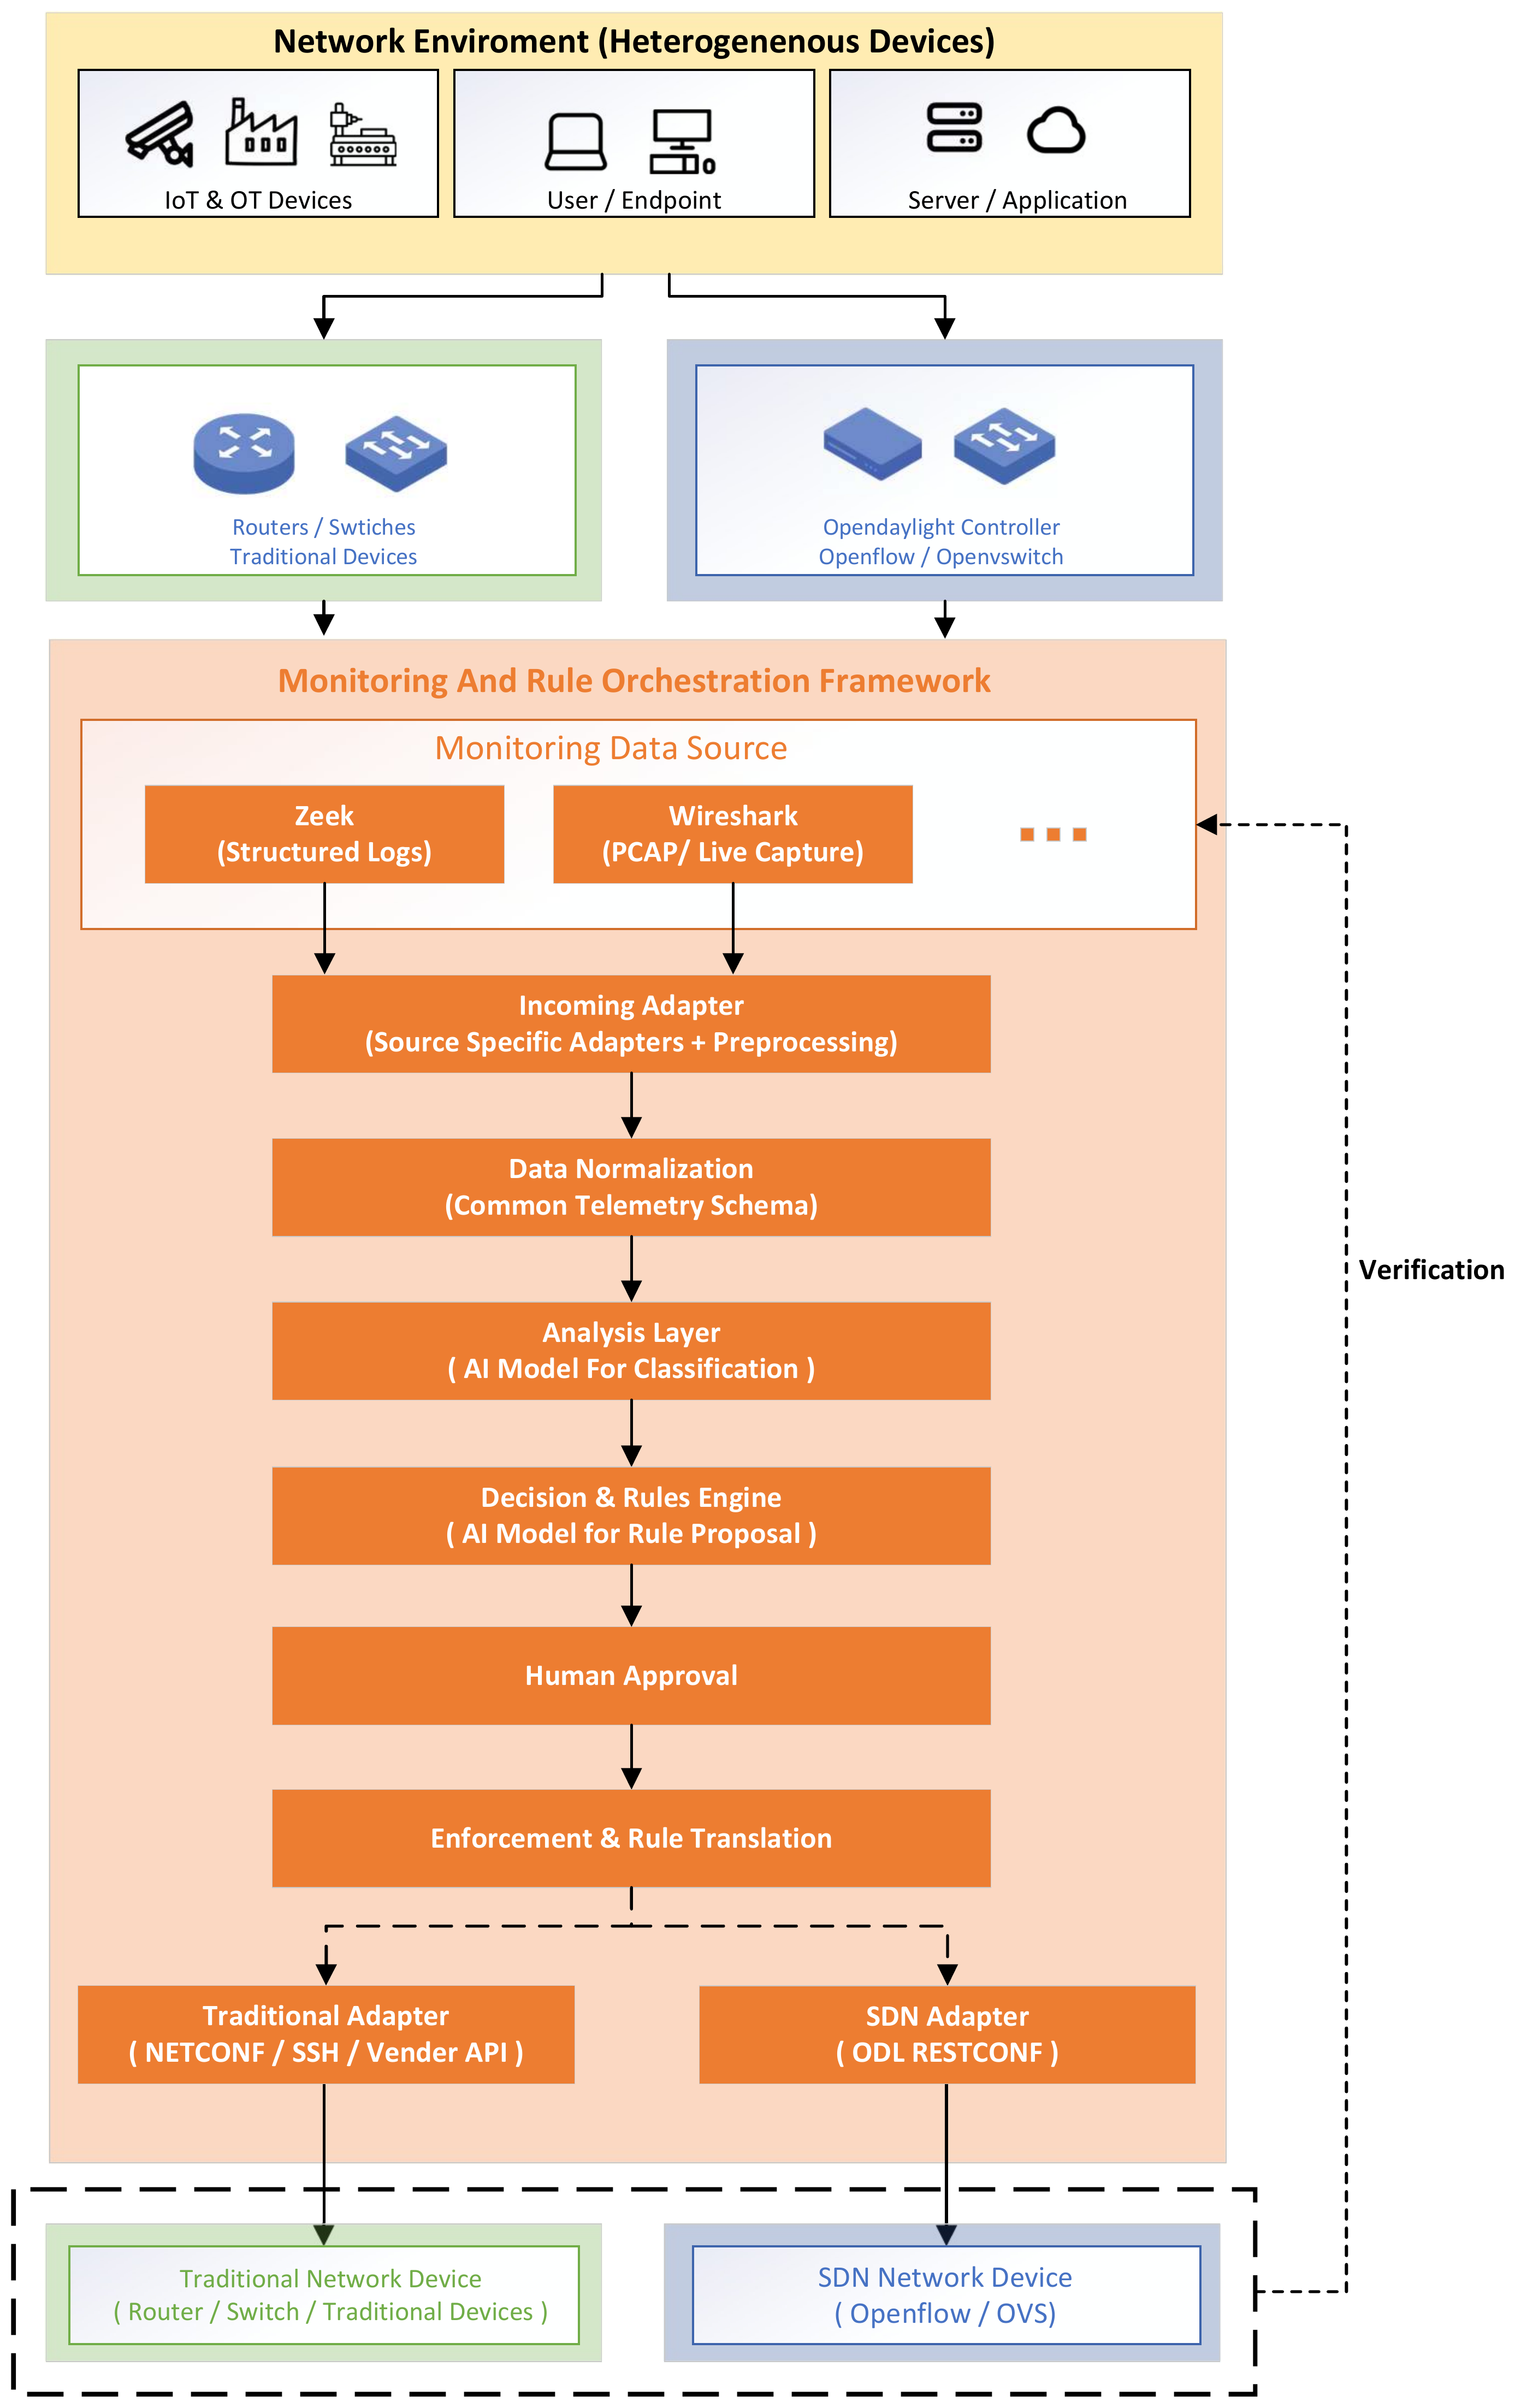 Network Enviroment (Heterogenenous Devices)
IoT & OT Devices
User / Endpoint
Server / Application
Routers / Swtiches
Traditional Devices
Opendaylight Controller
Openflow / Openvswitch
Monitoring And Rule Orchestration Framework
Monitoring Data Source
Zeek
(Structured Logs)
Wireshark
(PCAP/ Live Capture)
Incoming Adapter
(Source Specific Adapters + Preprocessing)
Data Normalization
(Common Telemetry Schema)
Verification
Analysis Layer
( AI Model For Classification )
Decision & Rules Engine
( AI Model for Rule Proposal )
Human Approval
Enforcement & Rule Translation
Traditional Adapter
( NETCONF / SSH / Vender API )
SDN Adapter
( ODL RESTCONF )
Traditional Network Device
( Router / Switch / Traditional Devices )
SDN Network Device
( Openflow / OVS)